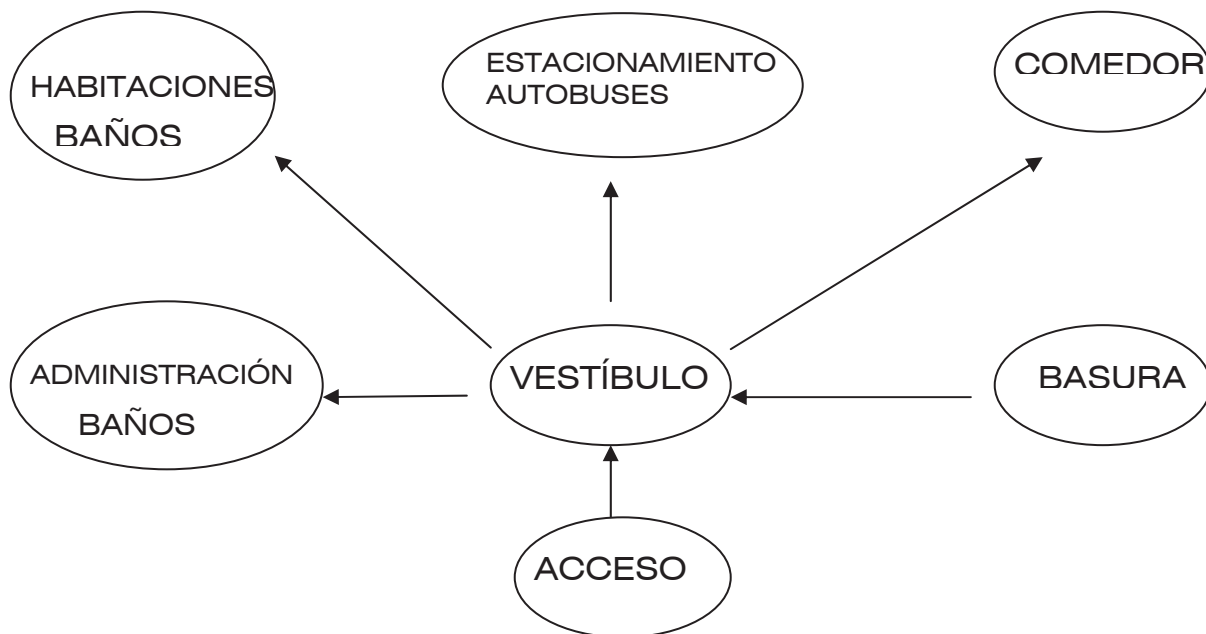 HABITACIONES
BAÑOS
ESTACIONAMIENTO
AUTOBUSES
COMEDOR
ADMINISTRACIÓN
BAÑOS
VESTÍBULO
BASURA
ACCESO